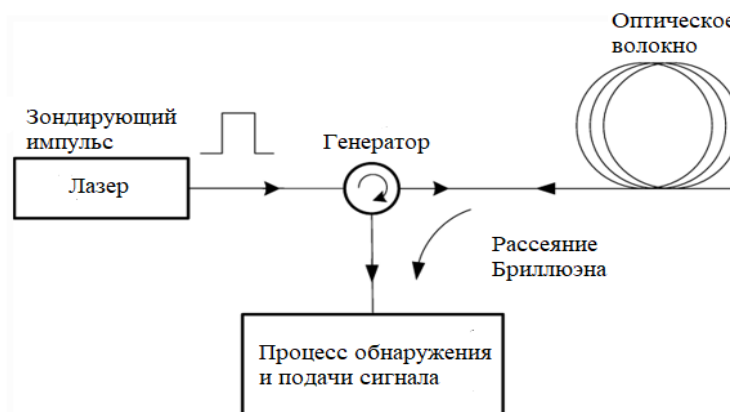 Оптическое
волокно
Зондирующий
импульс
Генератор
Лазер
Рассеяние
Бриллюэна
Процесс обнаружения
и подачи сигнала